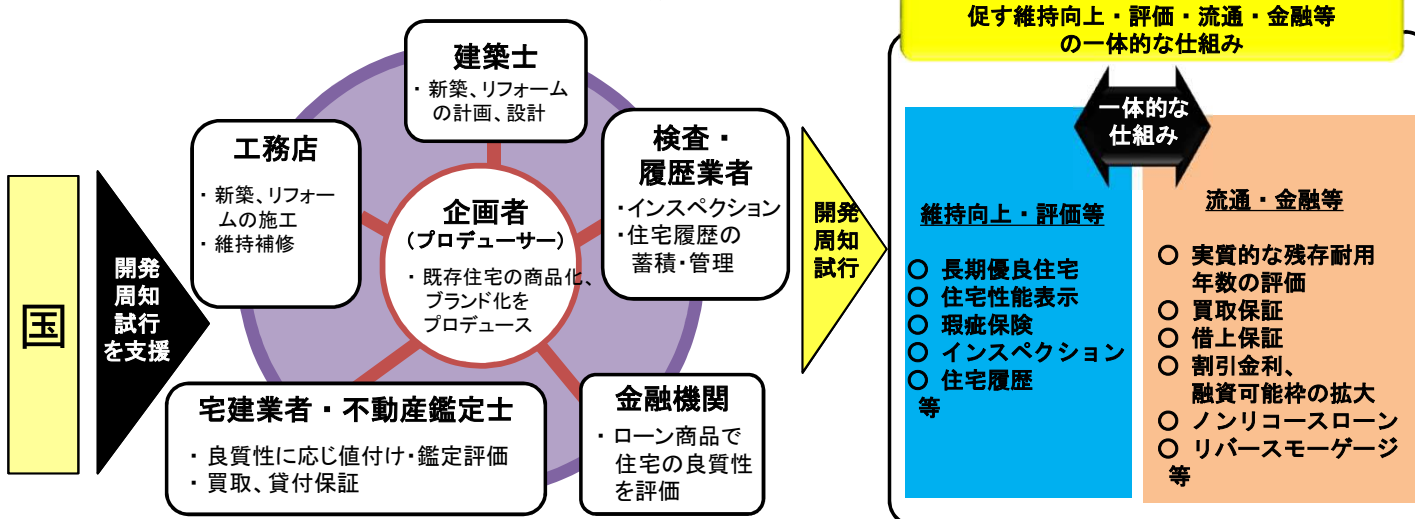 国
開発
周知
試行
を支援
建築士
・新築、リフォーム
の計画、設計
工務店
・新築、リフォー
ムの施工
・維持補修
検査・
履歴業者
・インスペクション
・住宅履歴の
蓄積・管理
企画者
(プロデューサー)
・既存住宅の商品化、
ブランド化を
プロデュース
宅建業者・不動産鑑定士
・良質性に応じ値付け・鑑定評価
・買取、貸付保証
金融機関
・ローン商品で
住宅の良質性
を評価
開発
周知
試行
促す維持向上・評価・流通・金融等
の一体的な仕組み
一体的な
仕組み
維持向上・評価等
○ 長期優良住宅
○ 住宅性能表示
○ 瑕疵保険
○ インスペクション
○ 住宅履歴
等
流通・金融等
○ 実質的な残存耐用
年数の評価
○ 買取保証
○ 借上保証
○ 割引金利、
融資可能枠の拡大
○ ノンリコースローン
○ リバースモーゲージ
等